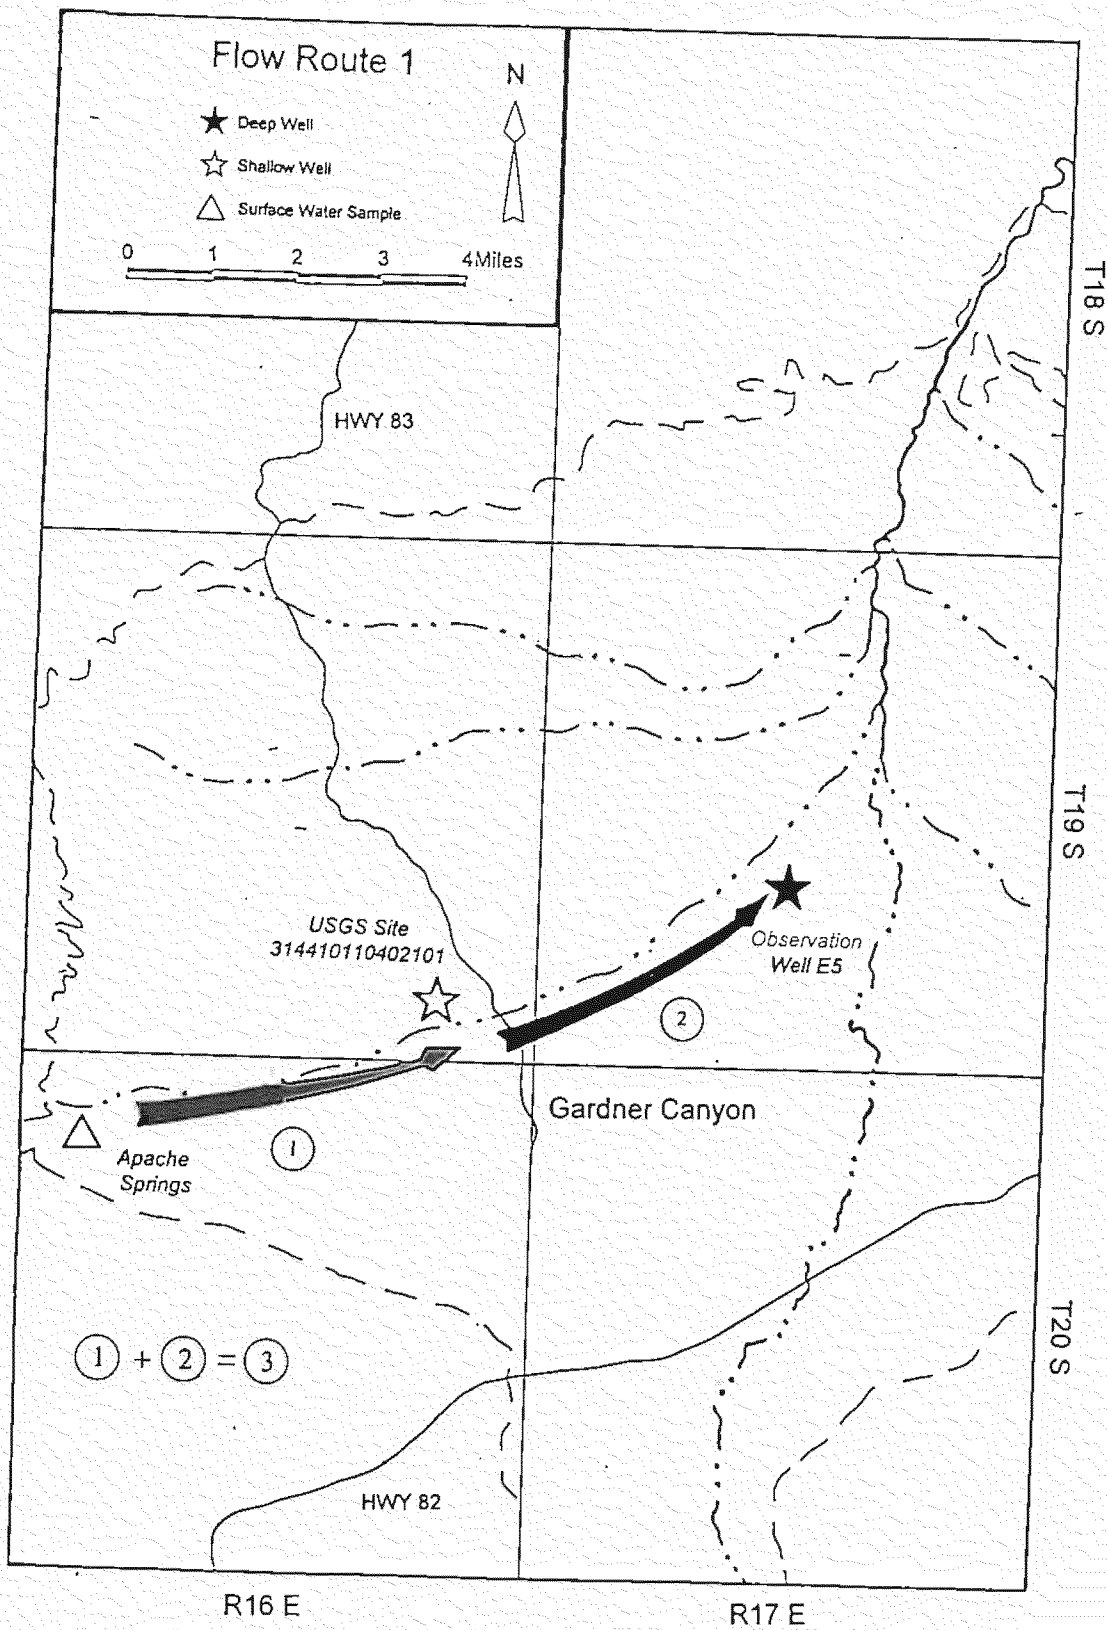 Flow Route 1
N
Deep Well
Shallow Well
Surface Water Sample
0 1 2 3 4 Miles
T18 S
HWY 83
T19 S
USGS Site
314410110402101
Observation
Well E5
2
Gardner Canyon
1
Apache
Springs
T20 S
1 + 2 = 3
HWY 82
R16 E
R17 E